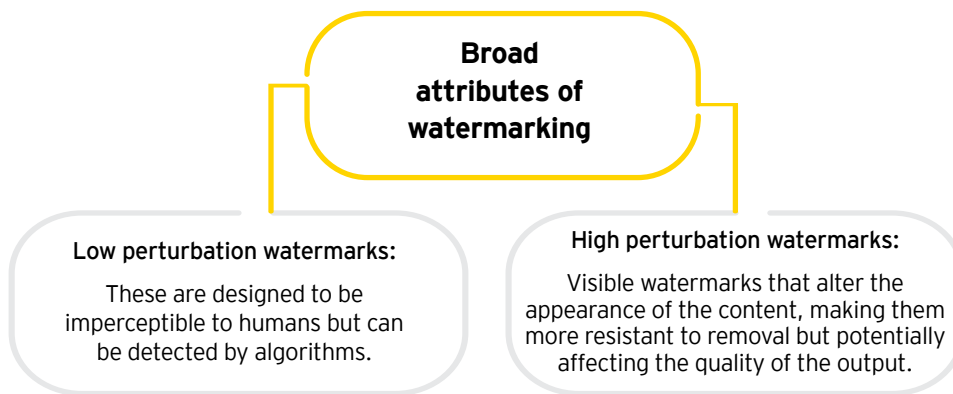 Broad
attributes of
watermarking
Low perturbation watermarks:
These are designed to be
imperceptible to humans but can
be detected by algorithms.
High perturbation watermarks:
Visible watermarks that alter the
appearance of the content, making them
more resistant to removal but potentially
affecting the quality of the output.